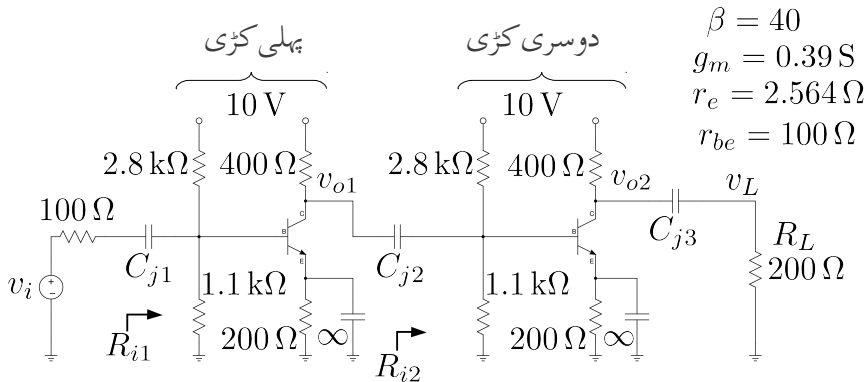 پہلی کڑی
دوسری کڑی
β = 40
g_m = 0.39 S
r_e = 2.564 Ω
r_be = 100 Ω
10 V
10 V
2.8 kΩ
400 Ω
v_o1
2.8 kΩ
400 Ω
v_o2
v_L
100 Ω
C
B
E
C
B
E
C_j1
C_j2
C_j3
R_L
200 Ω
v_i
1.1 kΩ
1.1 kΩ
R_i1
200 Ω
∞
R_i2
200 Ω
∞